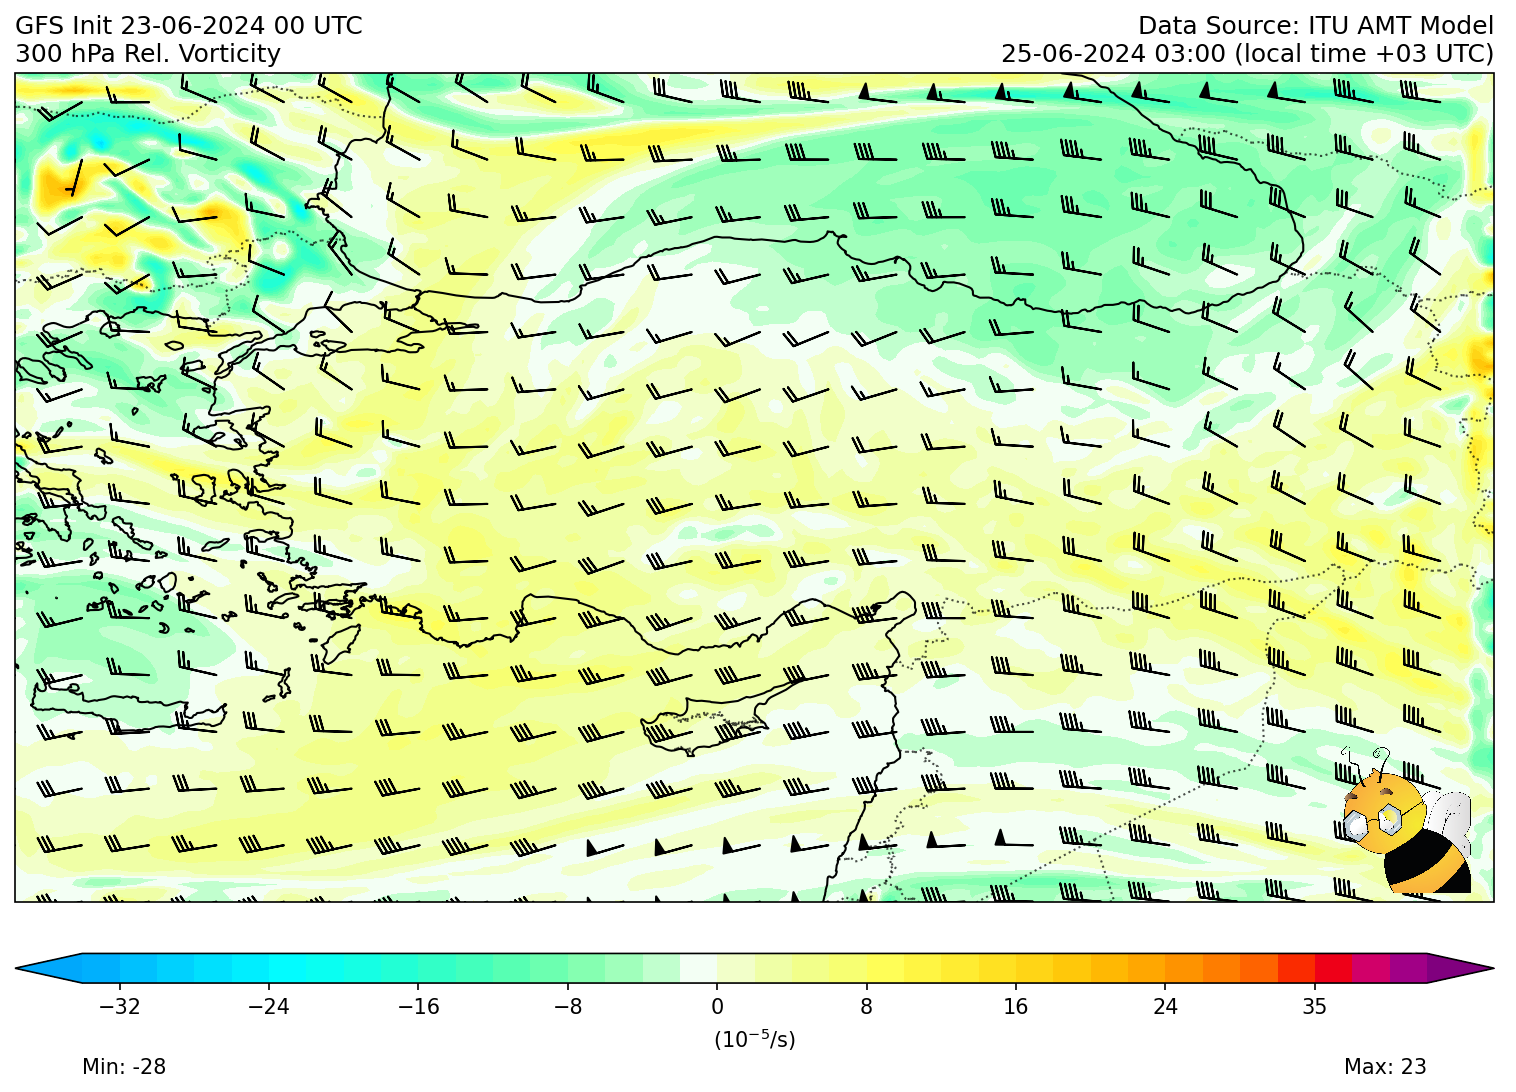 GFS Init 23-06-2024 00 UTC
Data Source: ITU AMT Model
300 hPa Rel. Vorticity
25-06-2024 03:00 (local time +03 UTC)
−32 −24 −16 −8 0 8 16 24 35
(10⁻⁵/s)
Min: -28
Max: 23